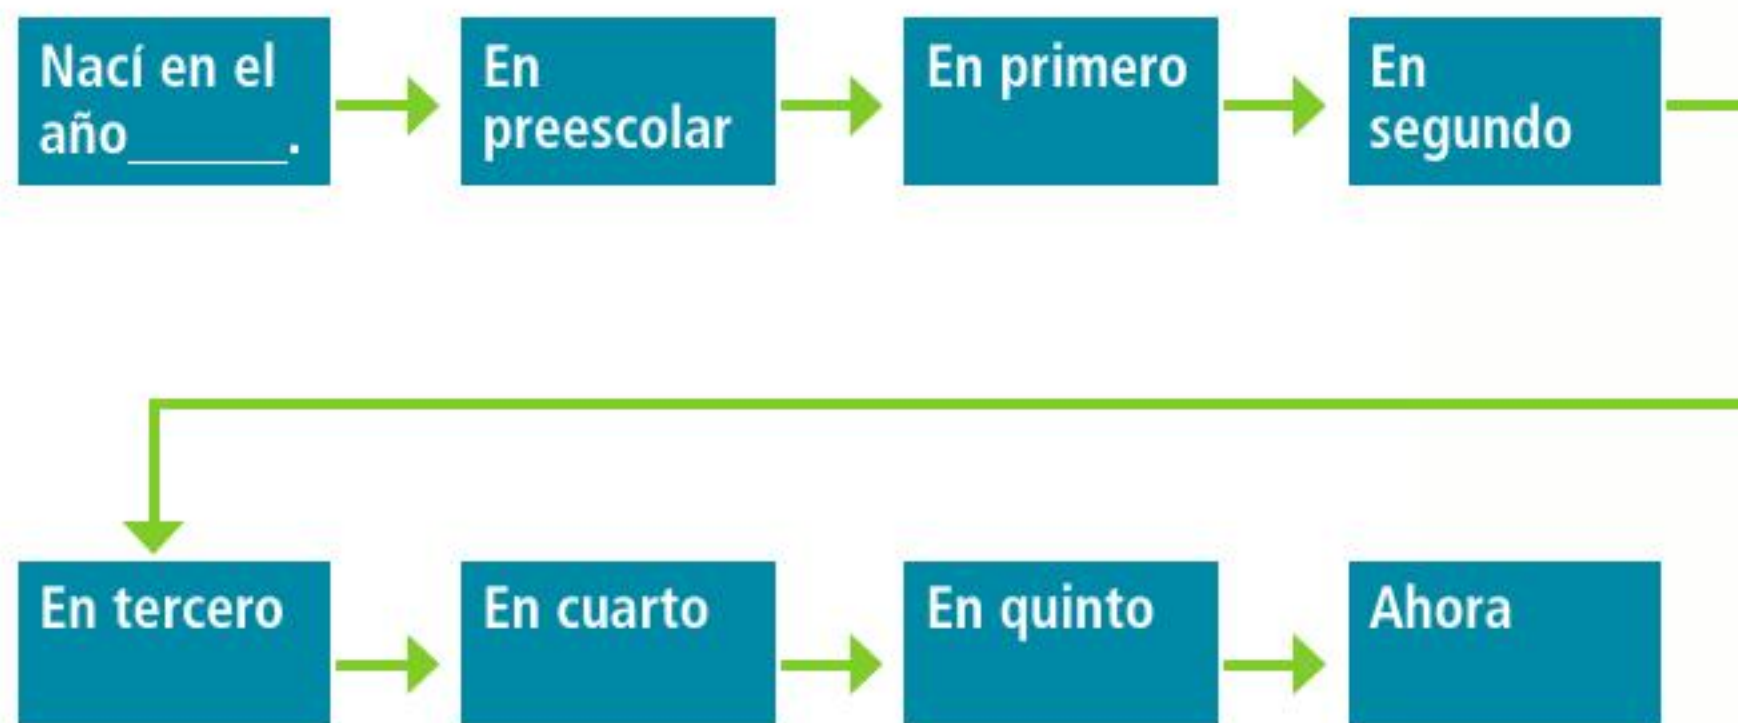 Nací en el
año______.
En
preescolar
En primero
En
segundo
En tercero
En cuarto
En quinto
Ahora